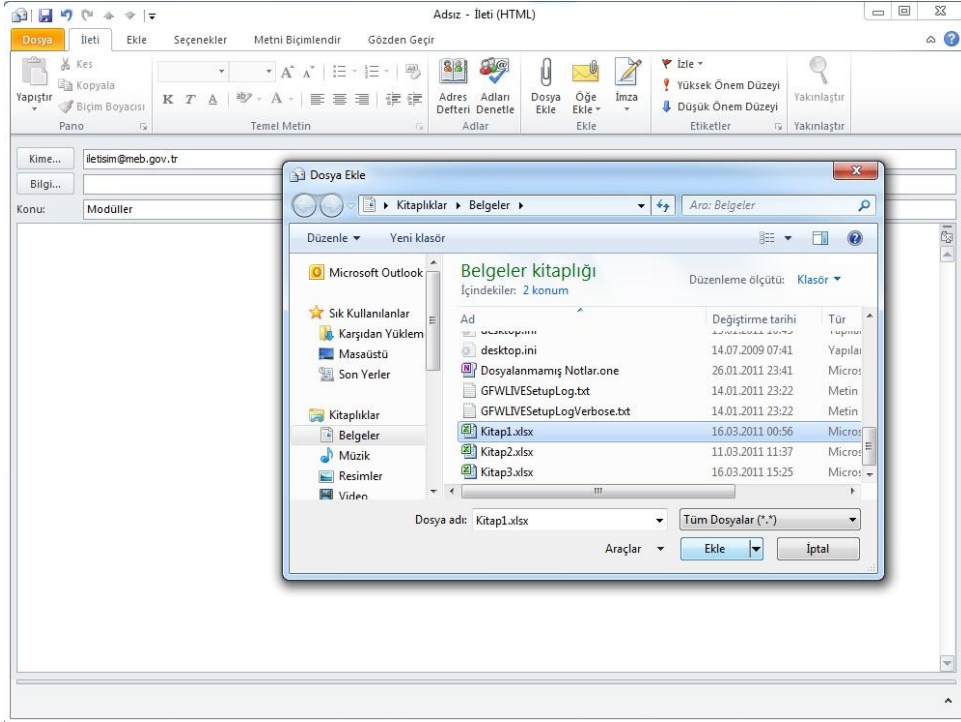 Adsız - İleti (HTML)
Dosya İleti Ekle Seçenekler Metni Biçimlendir Gözden Geçir
Yapıştır
Kes
Kopyala
Biçim Boyacısı
Pano
K T A
Temel Metin
Adres Defteri
Adları Denetle
Adlar
Dosya Ekle
Öğe Ekle
İmza
Ekle
İzle
Yüksek Önem Düzeyi
Düşük Önem Düzeyi
Etiketler
Yakınlaştır
Yakınlaştır
Kime... iletisim@meb.gov.tr
Bilgi...
Konu: Modüller
Dosya Ekle
Kitaplıklar Belgeler
Ara: Belgeler
Düzenle Yeni klasör
Microsoft Outlook
Sık Kullanılanlar
Karşıdan Yüklem
Masaüstü
Son Yerler
Kitaplıklar
Belgeler
Müzik
Resimler
Video
Belgeler kitaplığı
İçindekiler: 2 konum
Düzenleme ölçütü: Klasör
Ad Değiştirme tarihi Tür
desktop.ini
desktop.ini 14.07.2009 07:41 Yapılar
Dosyalanmamış Notlar.one 26.01.2011 23:41 Micros
GFWLIVESetupLog.txt 14.01.2011 23:22 Metin
GFWLIVESetupLogVerbose.txt 14.01.2011 23:22 Metin
Kitap1.xlsx 16.03.2011 00:56 Micros
Kitap2.xlsx 11.03.2011 11:37 Micros
Kitap3.xlsx 16.03.2011 15:25 Micros
Dosya adı: Kitap1.xlsx Tüm Dosyalar (*.*)
Araçlar Ekle İptal